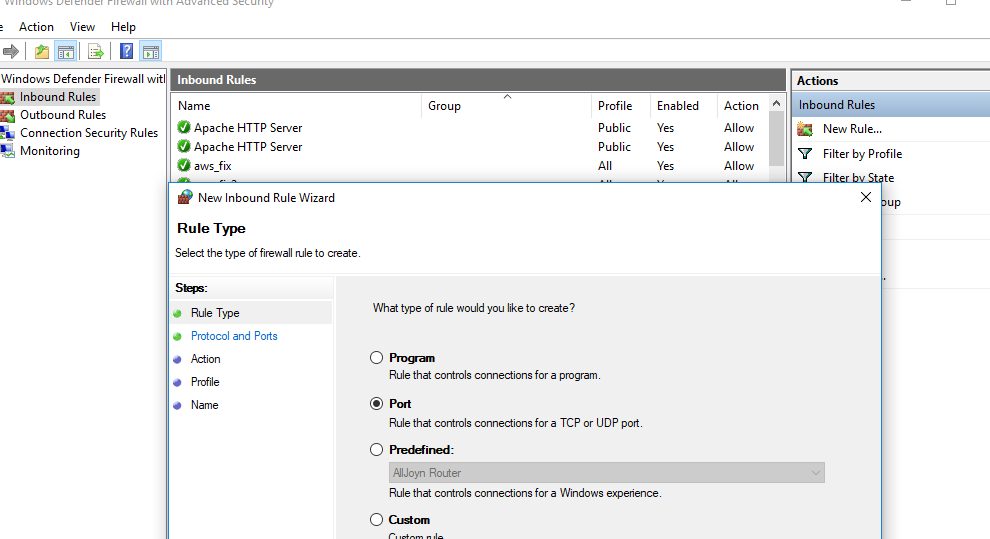 Windows Defender Firewall with Advanced Security
Action View Help
Windows Defender Firewall with
Inbound Rules
Outbound Rules
Connection Security Rules
Monitoring
Inbound Rules
Name Group Profile Enabled Action
Apache HTTP Server Public Yes Allow
Apache HTTP Server Public Yes Allow
aws_fix All Yes Allow
Actions
Inbound Rules
New Rule...
Filter by Profile
Filter by State
oup
New Inbound Rule Wizard
Rule Type
Select the type of firewall rule to create.
Steps:
Rule Type
Protocol and Ports
Action
Profile
Name
What type of rule would you like to create?
Program
Rule that controls connections for a program.
Port
Rule that controls connections for a TCP or UDP port.
Predefined:
AllJoyn Router
Rule that controls connections for a Windows experience.
Custom
Custom rule